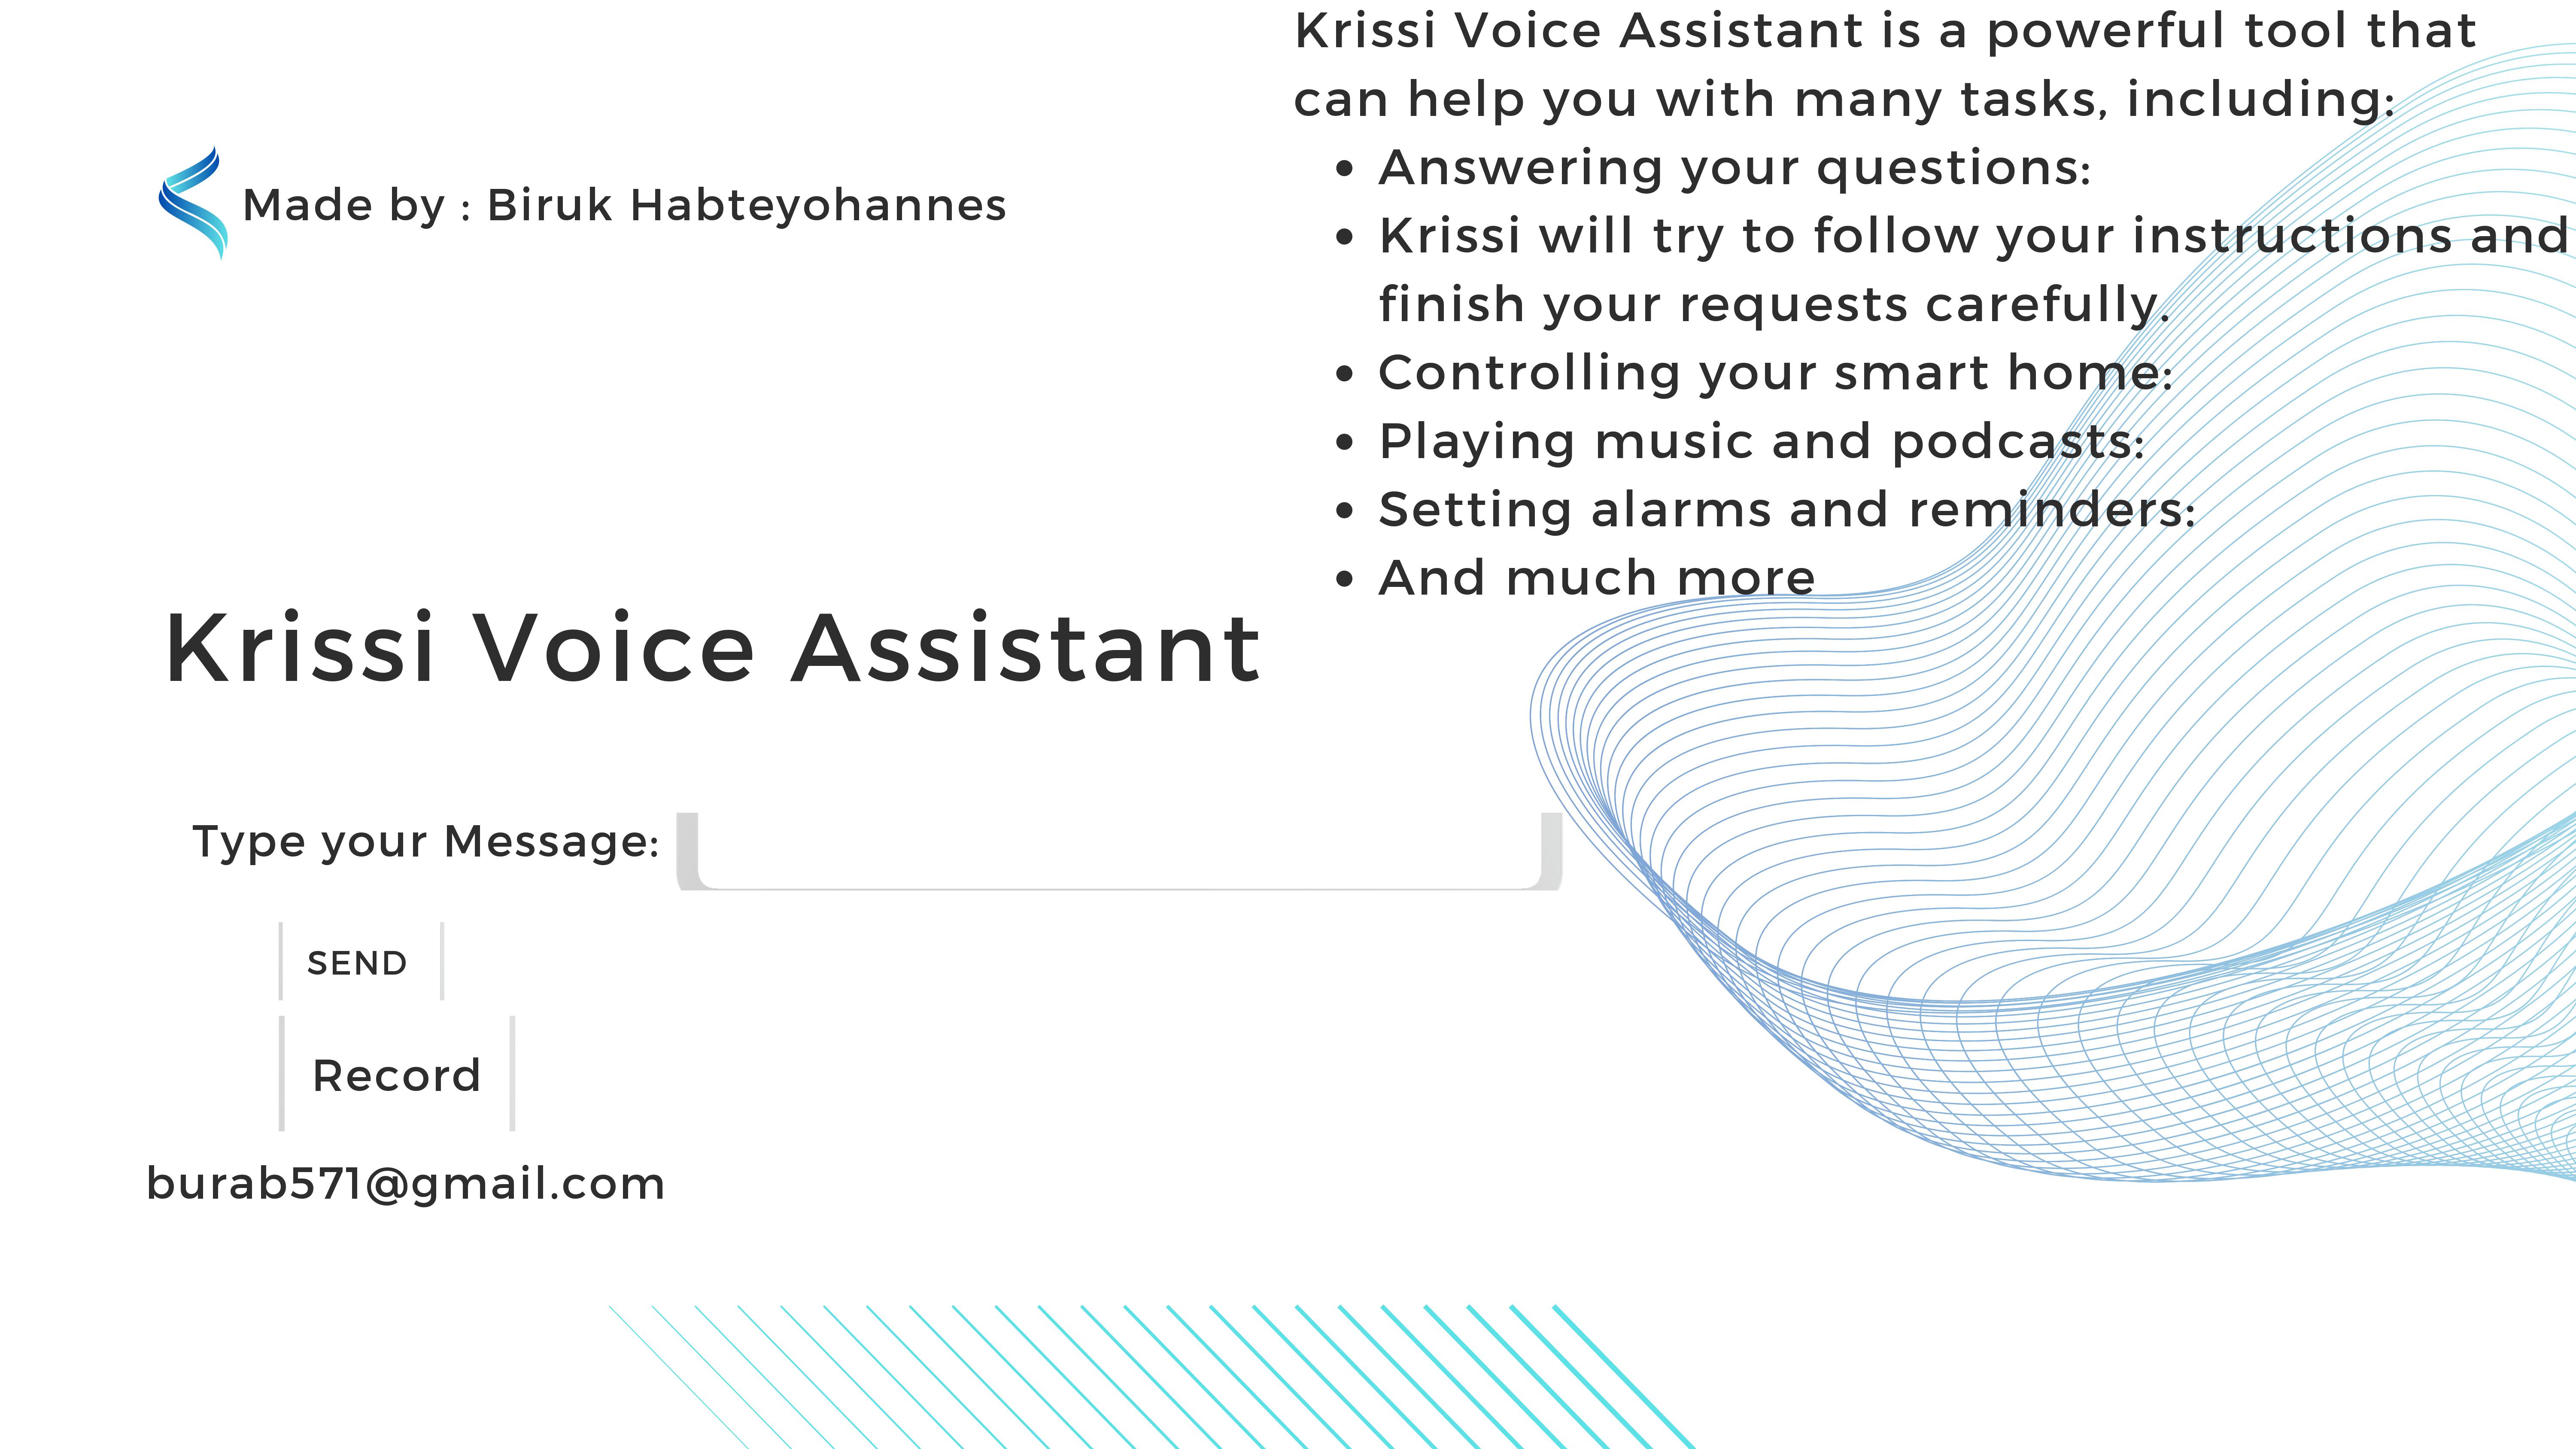 Krissi Voice Assistant is a powerful tool that
can help you with many tasks, including:
• Answering your questions:
• Krissi will try to follow your instructions and
finish your requests carefully.
• Controlling your smart home:
• Playing music and podcasts:
• Setting alarms and reminders:
• And much more
Made by : Biruk Habteyohannes
Krissi Voice Assistant
Type your Message:
SEND
Record
burab571@gmail.com